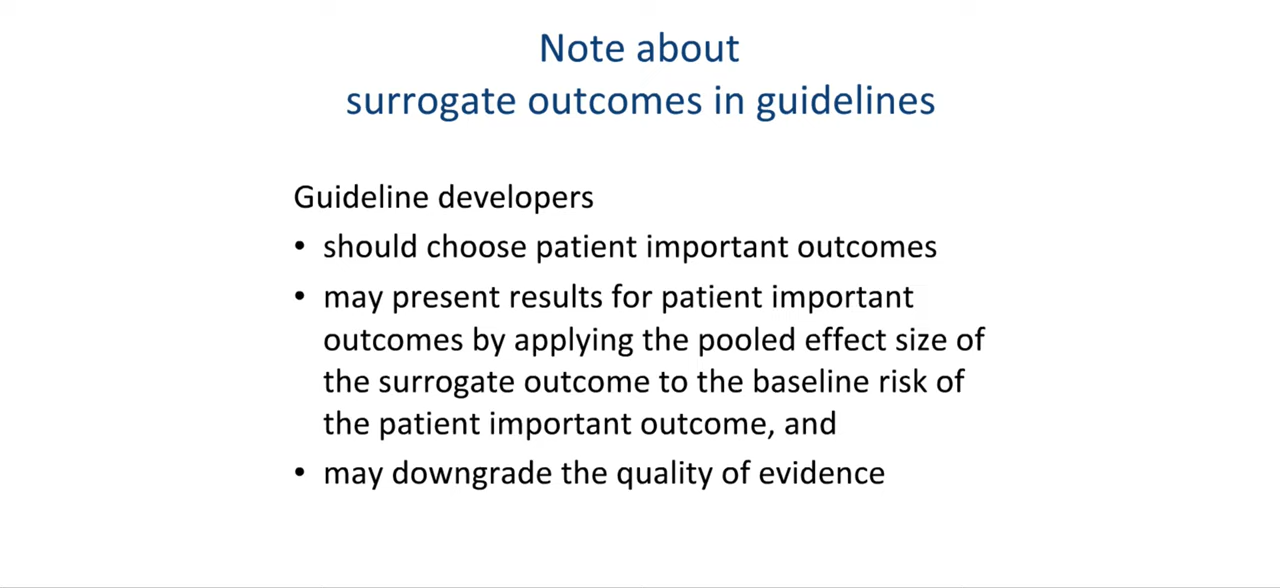 Note about
surrogate outcomes in guidelines
Guideline developers
• should choose patient important outcomes
• may present results for patient important
outcomes by applying the pooled effect size of
the surrogate outcome to the baseline risk of
the patient important outcome, and
• may downgrade the quality of evidence